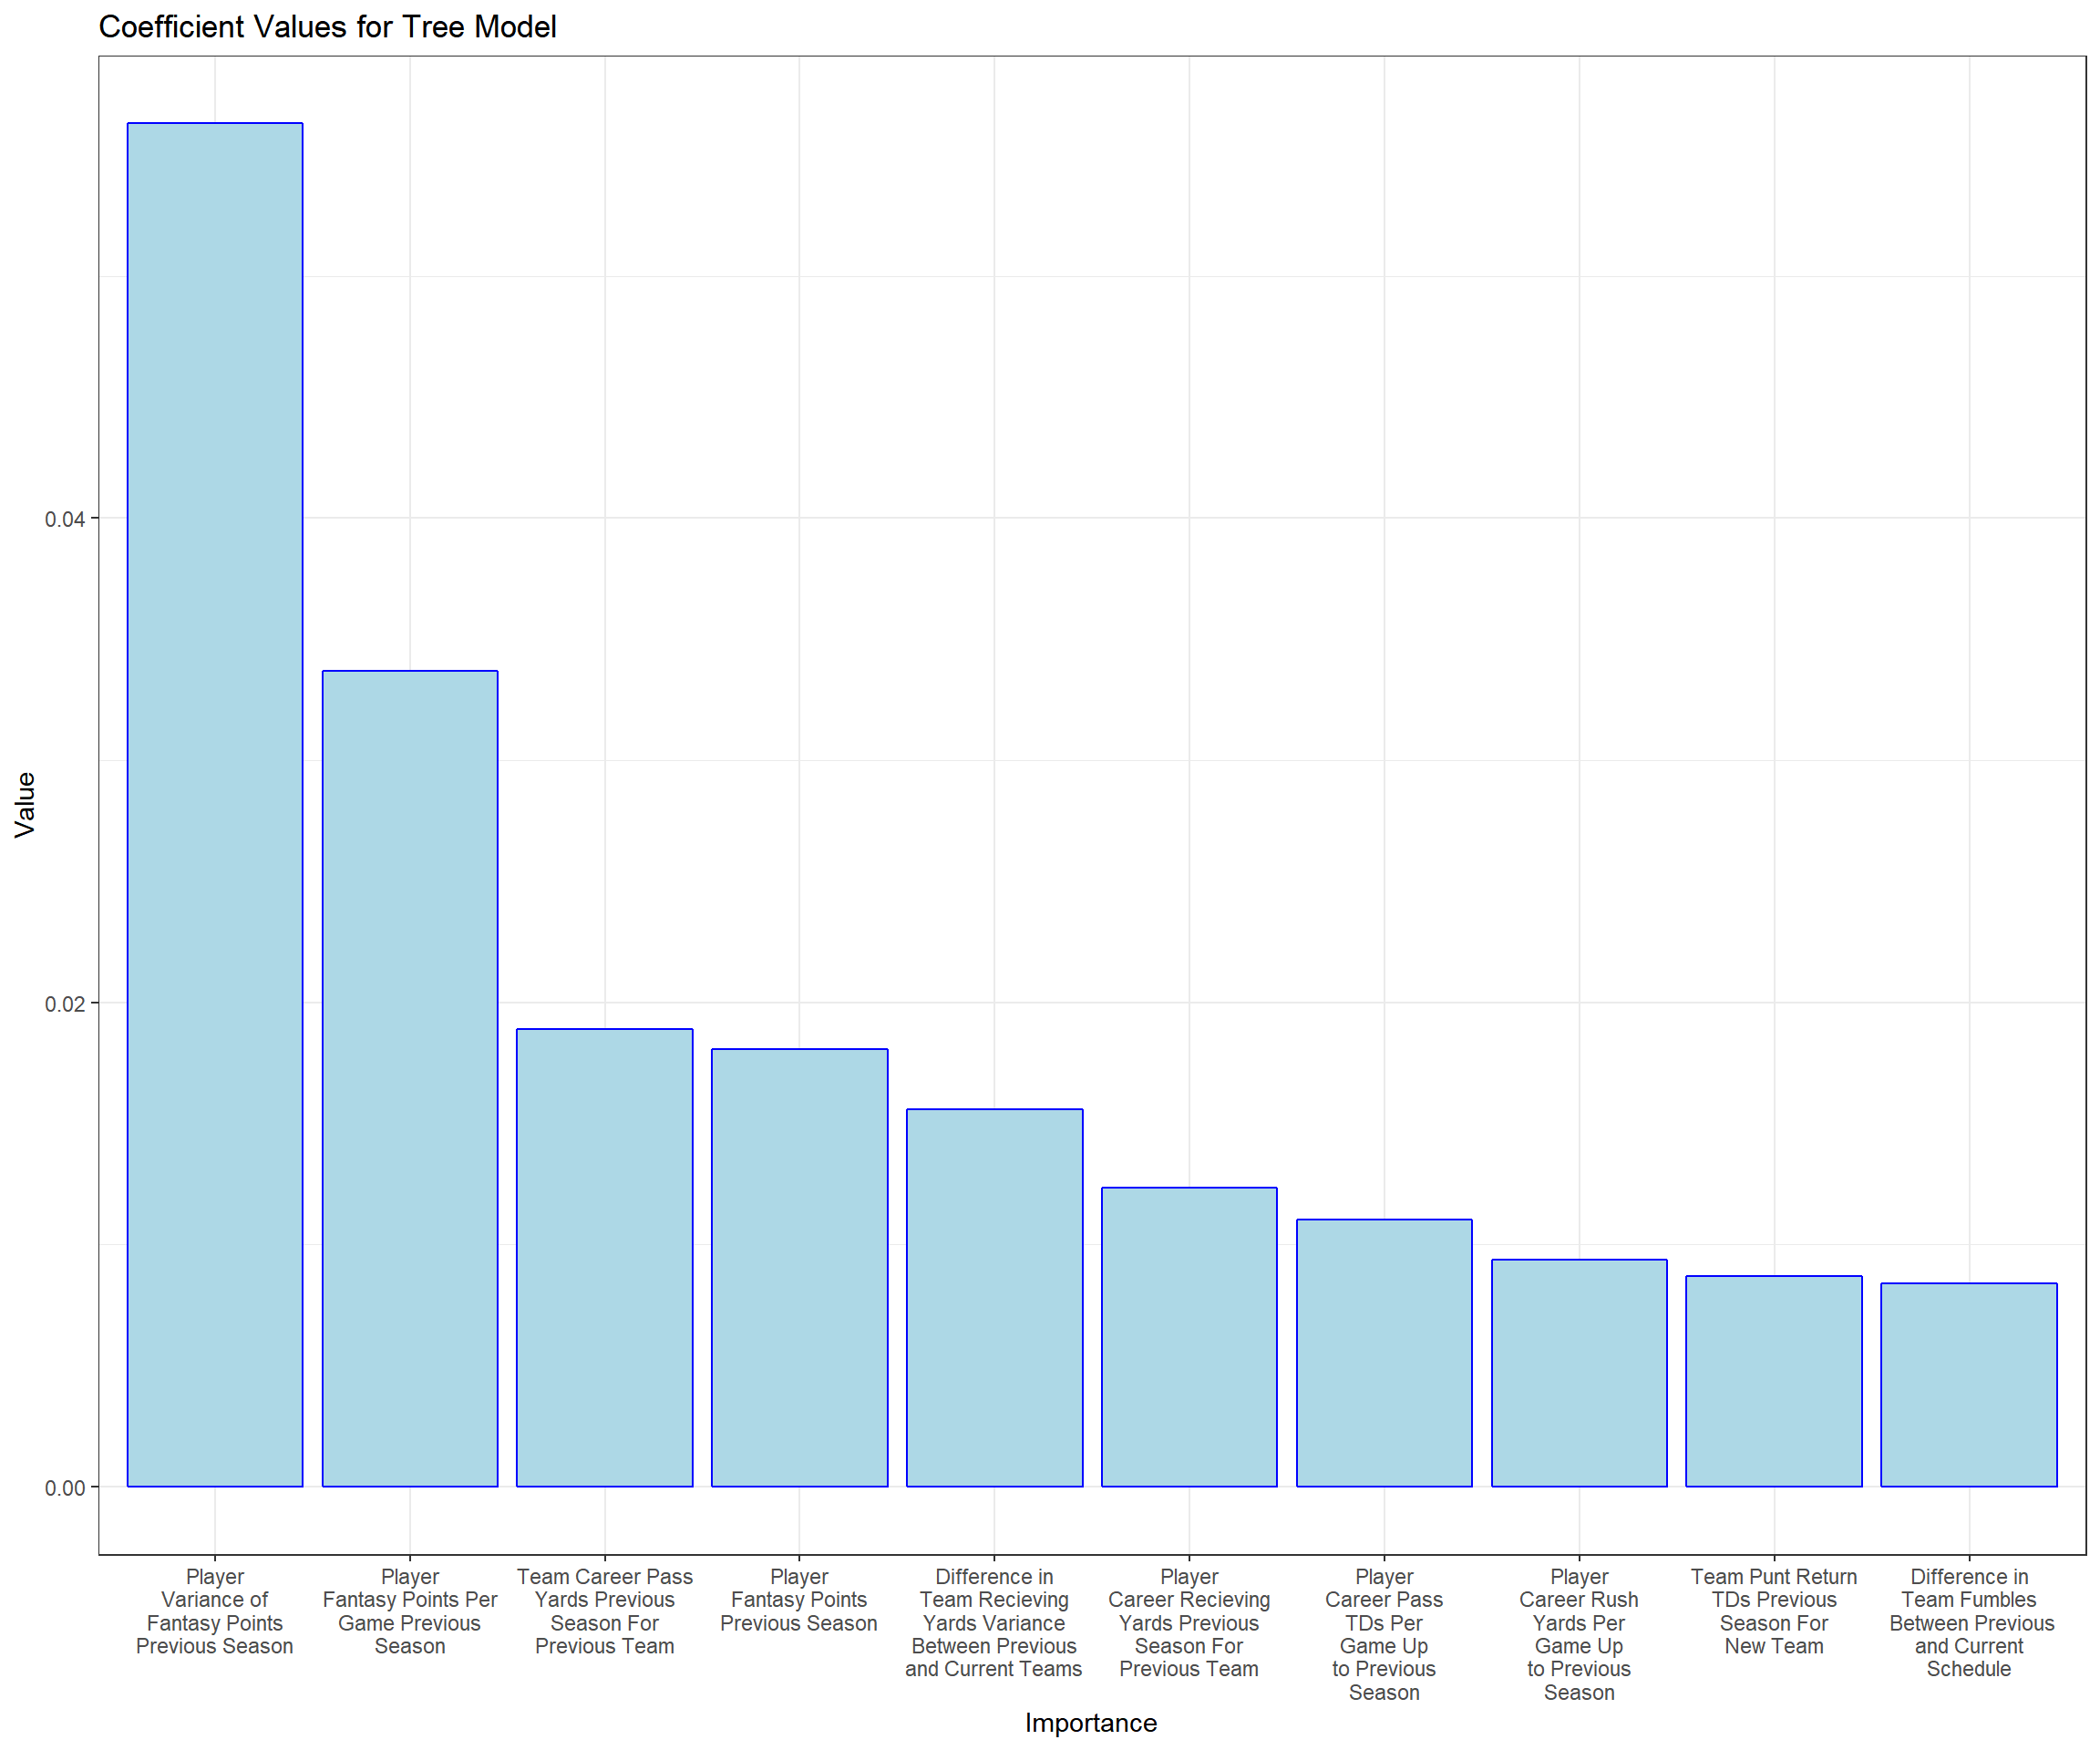 Coefficient Values for Tree Model
Value
0.04
0.02
0.00
Player
Variance of
Fantasy Points
Previous Season
Player
Fantasy Points Per
Game Previous
Season
Team Career Pass
Yards Previous
Season For
Previous Team
Player
Fantasy Points
Previous Season
Difference in
Team Recieving
Yards Variance
Between Previous
and Current Teams
Player
Career Recieving
Yards Previous
Season For
Previous Team
Player
Career Pass
TDs Per
Game Up
to Previous
Season
Player
Career Rush
Yards Per
Game Up
to Previous
Season
Team Punt Return
TDs Previous
Season For
New Team
Difference in
Team Fumbles
Between Previous
and Current
Schedule
Importance